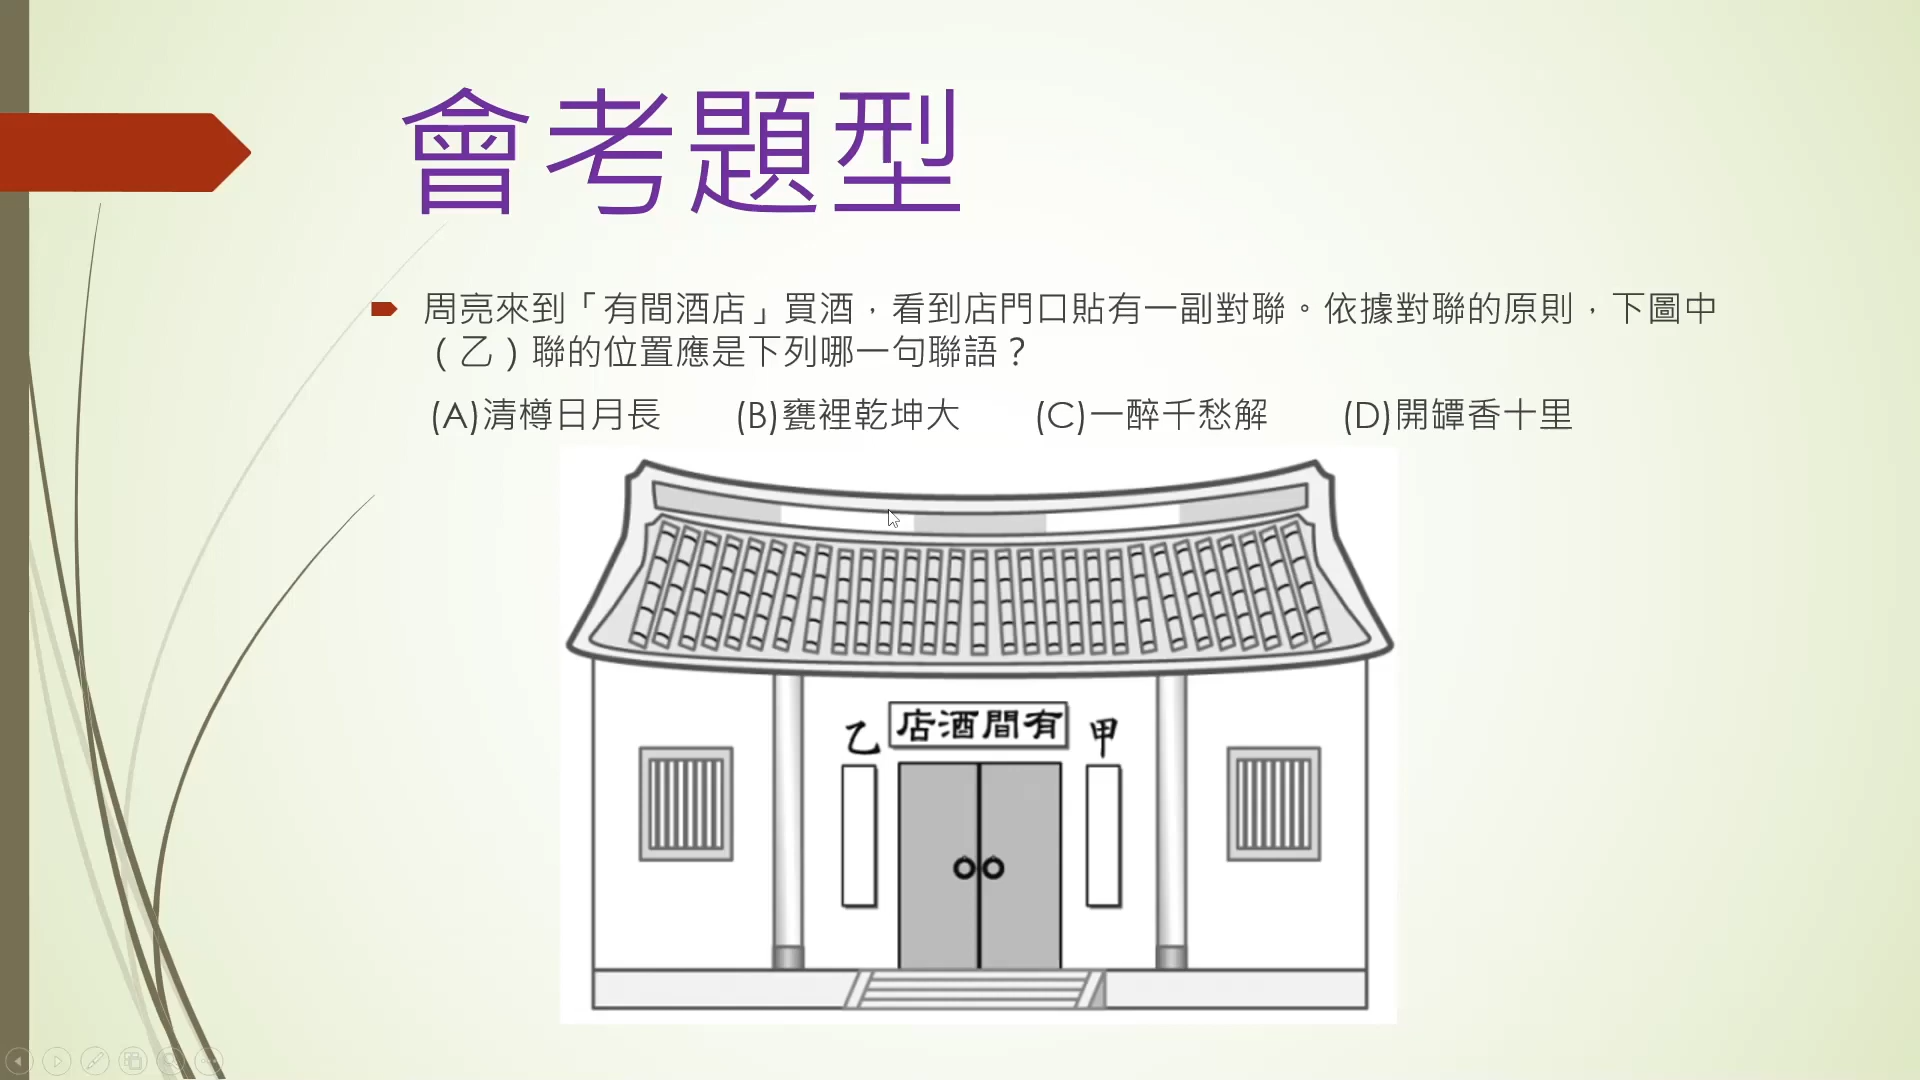 會考題型
周亮來到「有間酒店」買酒，看到店門口貼有一副對聯。依據對聯的原則，下圖中
（乙）聯的位置應是下列哪一句聯語？
(A)清樽日月長 (B)甕裡乾坤大 (C)一醉千愁解 (D)開罈香十里
乙 店酒間有 甲